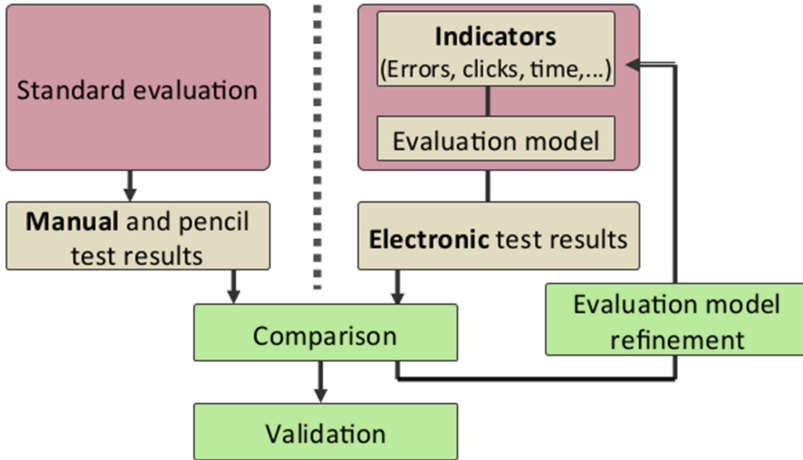 Standard evaluation
Indicators
(Errors, clicks, time,...)
Evaluation model
Manual and pencil
test results
Electronic test results
Evaluation model
refinement
Comparison
Validation